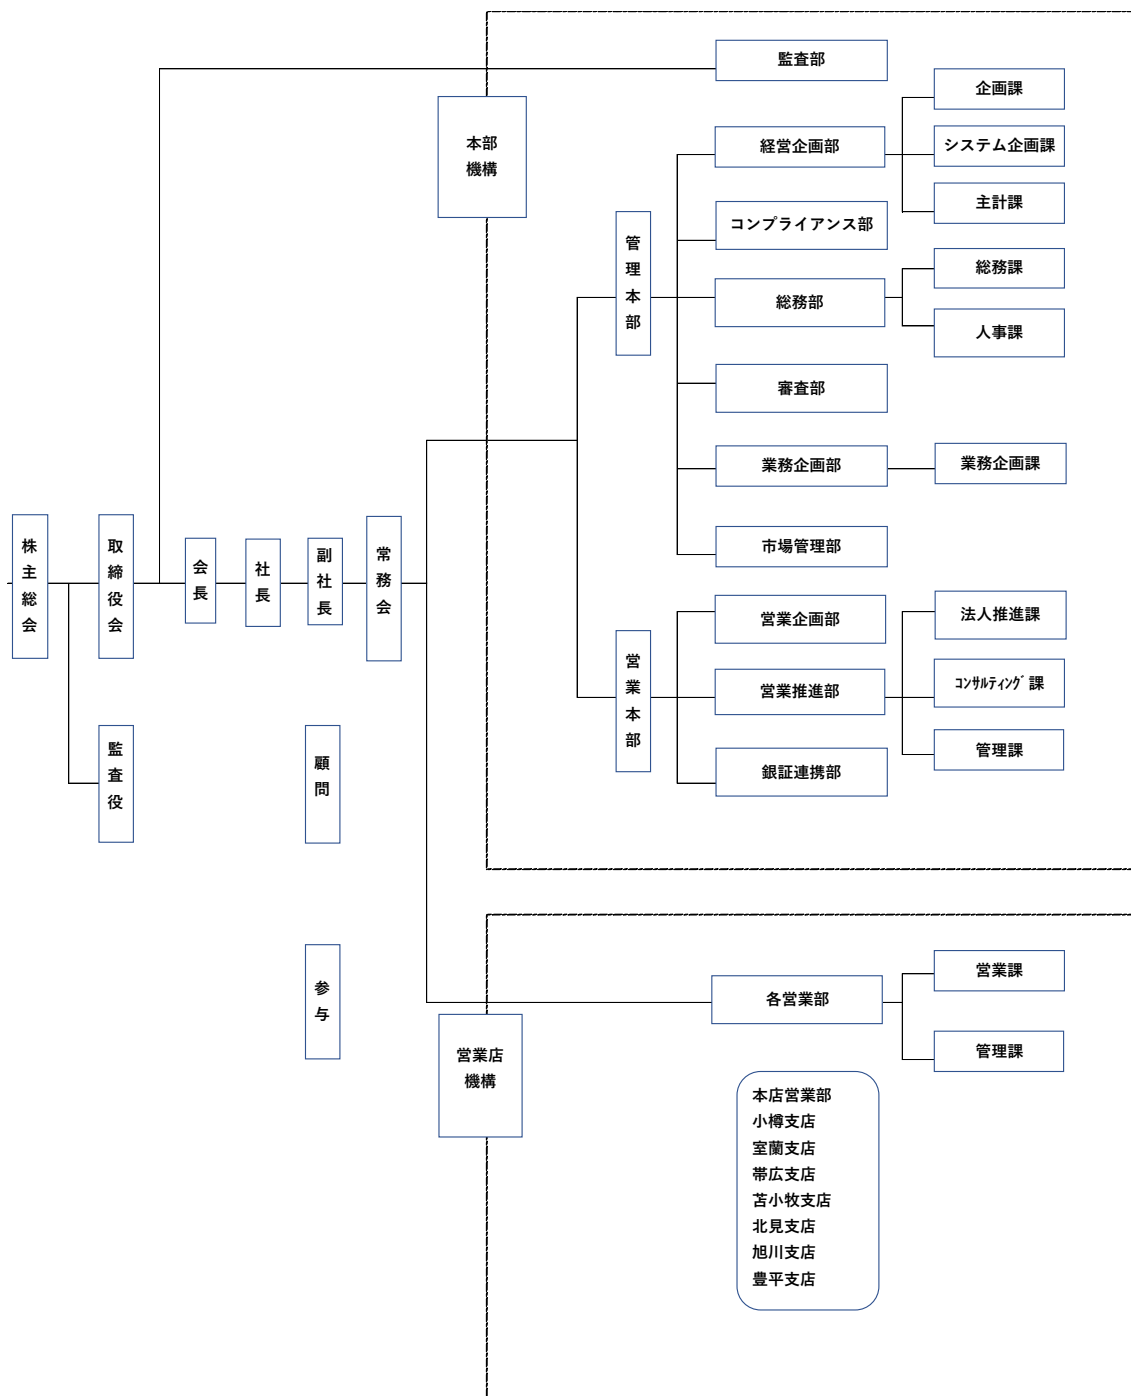 監査部
企画課
本部
機構
経営企画部
システム企画課
主計課
コンプライアンス部
管理本部
総務部
総務課
人事課
審査部
業務企画部
業務企画課
市場管理部
株主総会
取締役会
会長
社長
副社長
常務会
監査役
顧問
参与
営業本部
営業企画部
営業推進部
法人推進課
ｺﾝｻﾙﾃｨﾝｸﾞ課
管理課
銀証連携部
営業店
機構
各営業部
営業課
管理課
本店営業部
小樽支店
室蘭支店
帯広支店
苫小牧支店
北見支店
旭川支店
豊平支店